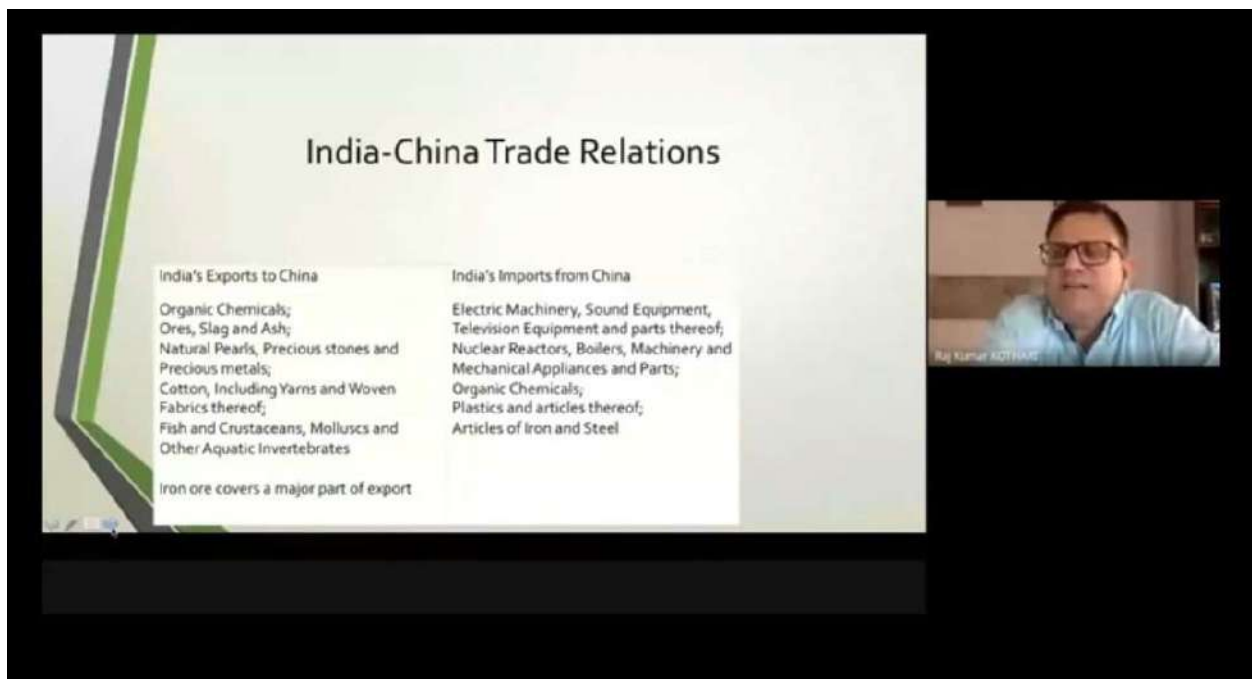 India-China Trade Relations
India's Exports to China
Organic Chemicals;
Ores, Slag and Ash;
Natural Pearls, Precious stones and
Precious metals;
Cotton, Including Yarns and Woven
Fabrics thereof;
Fish and Crustaceans, Molluscs and
Other Aquatic Invertebrates
Iron ore covers a major part of export
India's Imports from China
Electric Machinery, Sound Equipment,
Television Equipment and parts thereof;
Nuclear Reactors, Boilers, Machinery and
Mechanical Appliances and Parts;
Organic Chemicals;
Plastics and articles thereof;
Articles of Iron and Steel
Raj Kumar KOTHARI